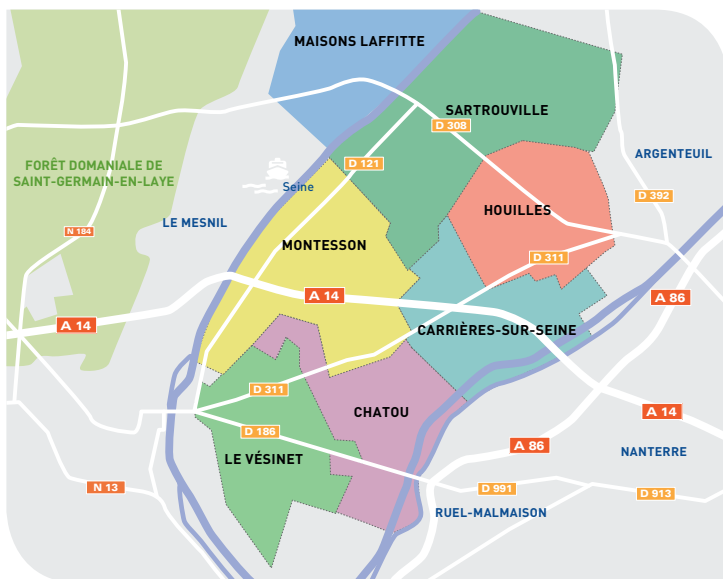 MAISONS LAFFITTE
SARTROUVILLE
D 308
ARGENTEUIL
D 121
FORÊT DOMANIALE DE
SAINT-GERMAIN-EN-LAYE
Seine
D 392
HOUILLES
LE MESNIL
N 184
MONTESSON
D 311
A 14
A 86
A 14
CARRIÈRES-SUR-SEINE
D 311
CHATOU
A 14
D 186
A 86
NANTERRE
LE VÉSINET
N 13
D 991
D 913
RUEL-MALMAISON